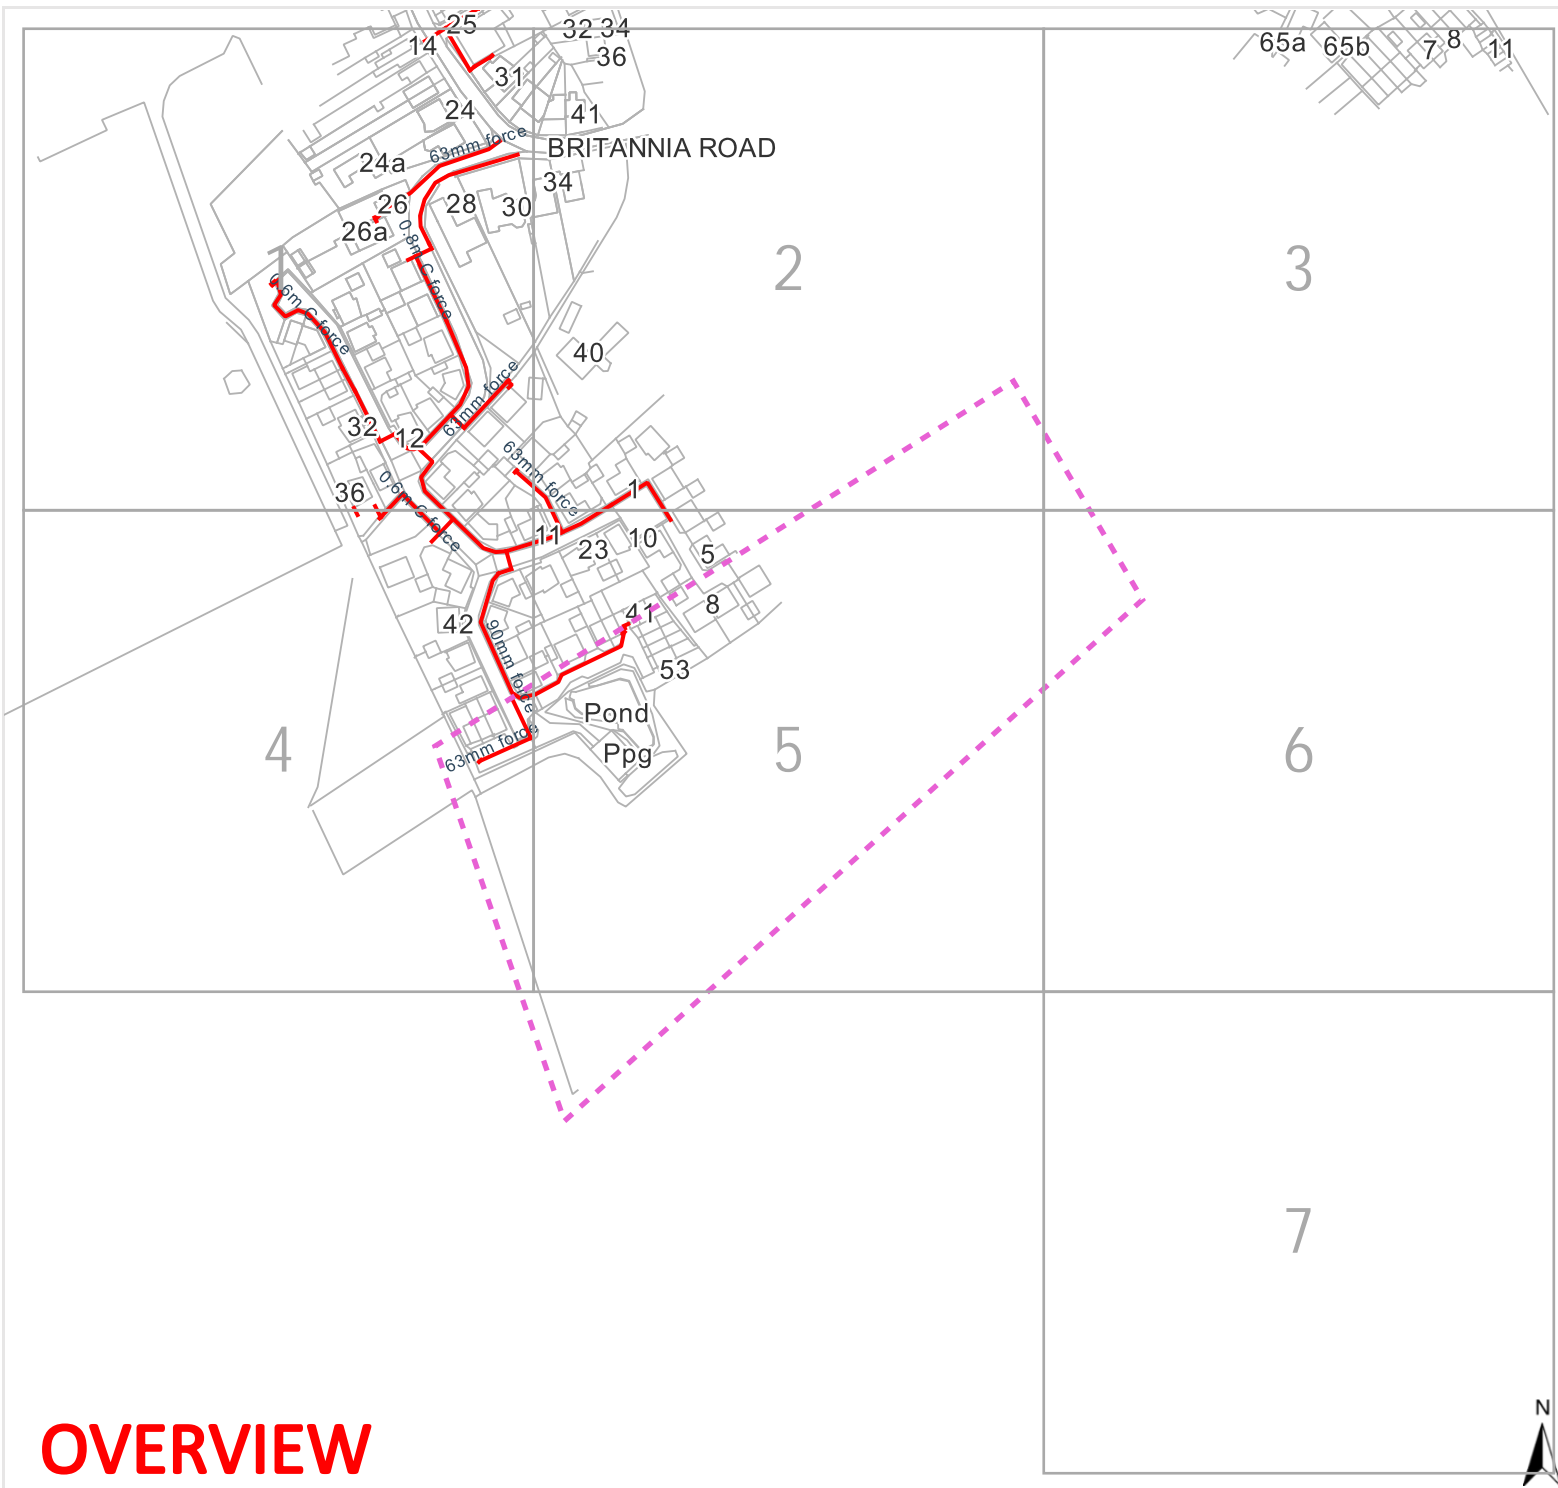 25
14
31
32 34
36
24
41
65a
65b
7
8
11
63mm force
BRITANNIA ROAD
24a
34
26
28
30
26a
0.8m C force
1
2
3
0.6m C force
40
63mm force
32
12
63mm force
36
0.6m C force
1
11
23
10
5
8
41
42
90mm force
53
Pond
Ppg
63mm force
4
5
6
7
OVERVIEW
N